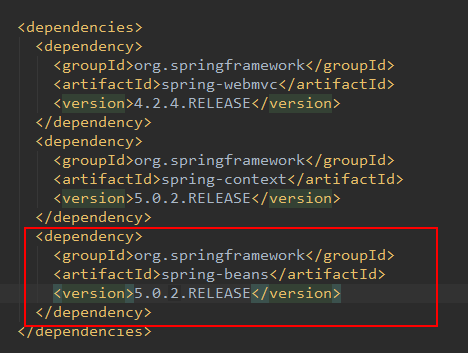 <dependencies>
<dependency>
<groupId>org.springframework</groupId>
<artifactId>spring-webmvc</artifactId>
<version>4.2.4.RELEASE</version>
</dependency>
<dependency>
<groupId>org.springframework</groupId>
<artifactId>spring-context</artifactId>
<version>5.0.2.RELEASE</version>
</dependency>
<dependency>
<groupId>org.springframework</groupId>
<artifactId>spring-beans</artifactId>
<version>5.0.2.RELEASE</version>
</dependency>
</dependencies>